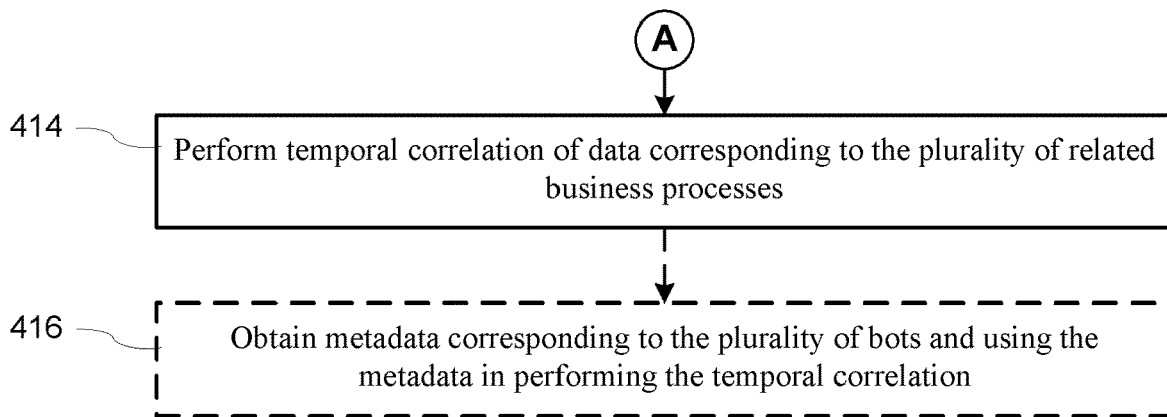 A
414
Perform temporal correlation of data corresponding to the plurality of related
business processes
416
Obtain metadata corresponding to the plurality of bots and using the
metadata in performing the temporal correlation